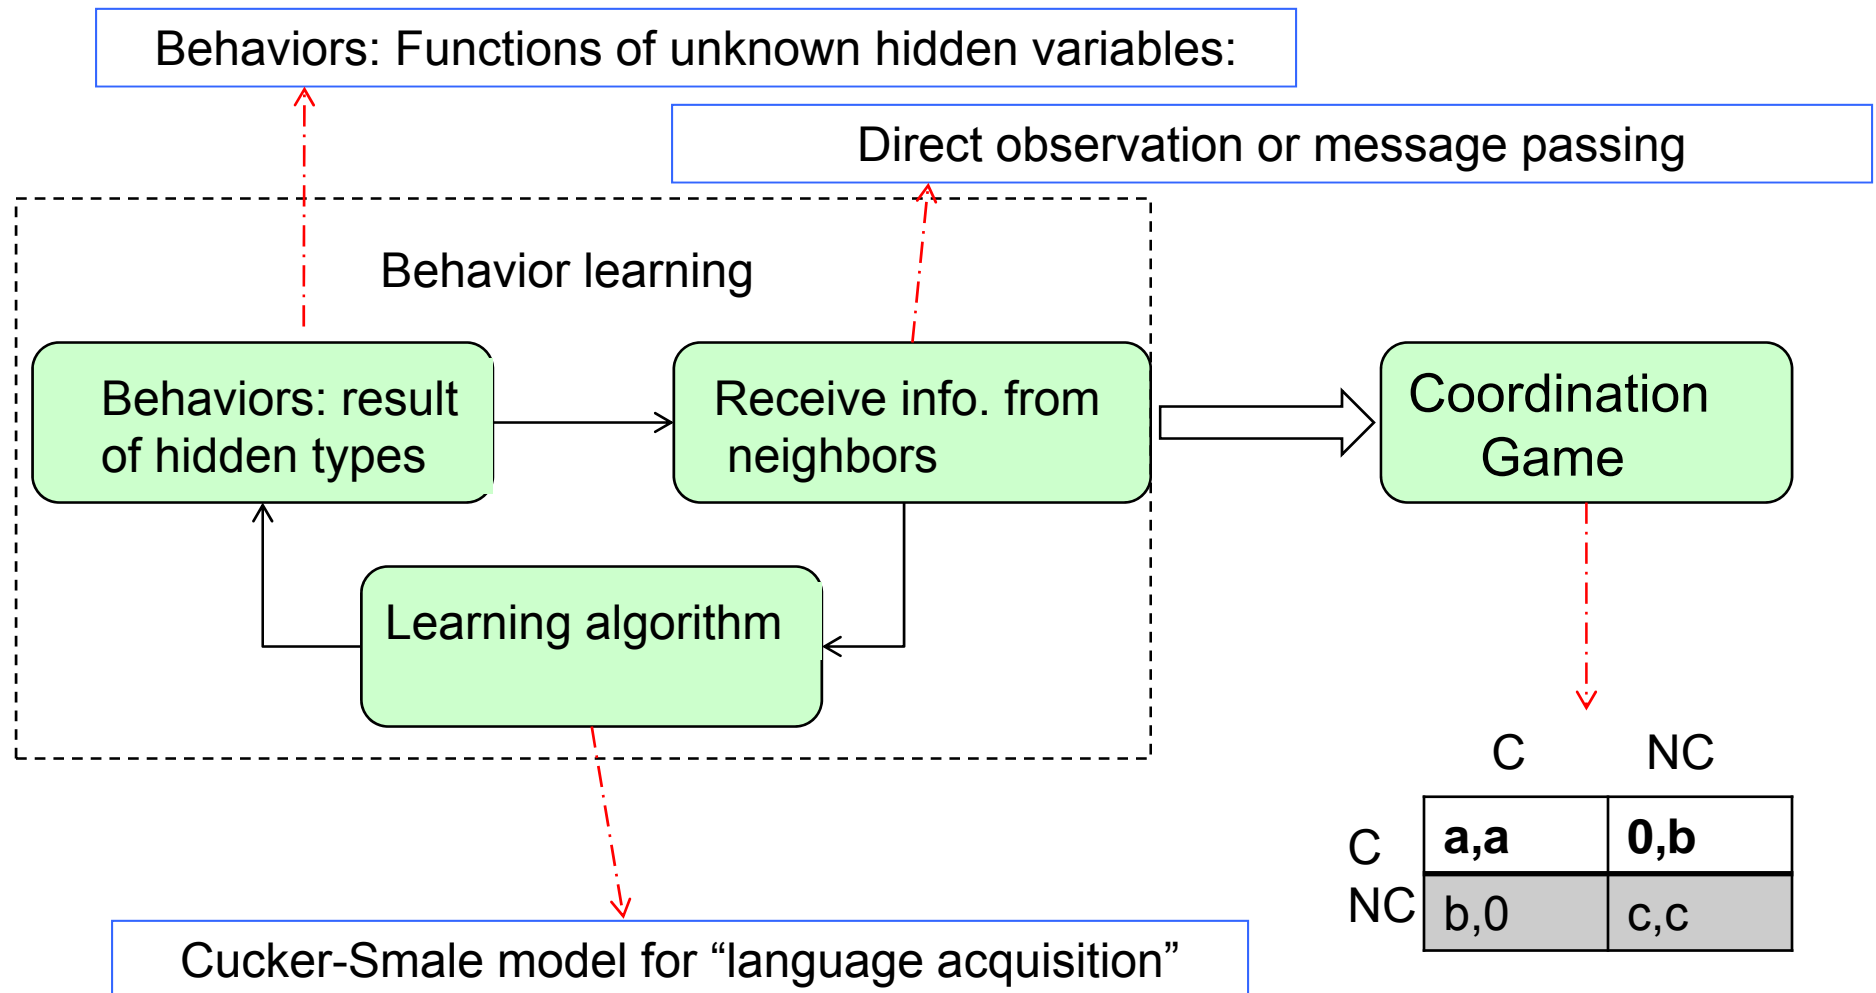 Behaviors: Functions of unknown hidden variables:
Direct observation or message passing
Behavior learning
Behaviors: result
of hidden types
Receive info. from
neighbors
Coordination
Game
Learning algorithm
C NC
C a,a 0,b
NC b,0 c,c
Cucker-Smale model for “language acquisition”